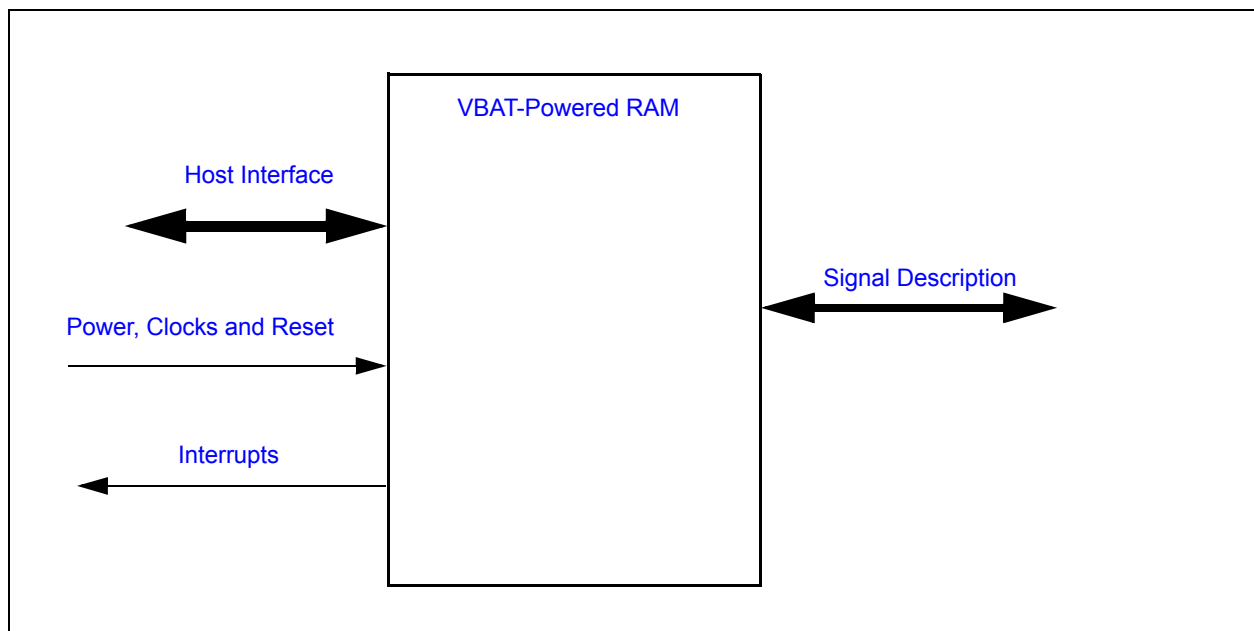 VBAT-Powered RAM
Host Interface
Signal Description
Power, Clocks and Reset
Interrupts